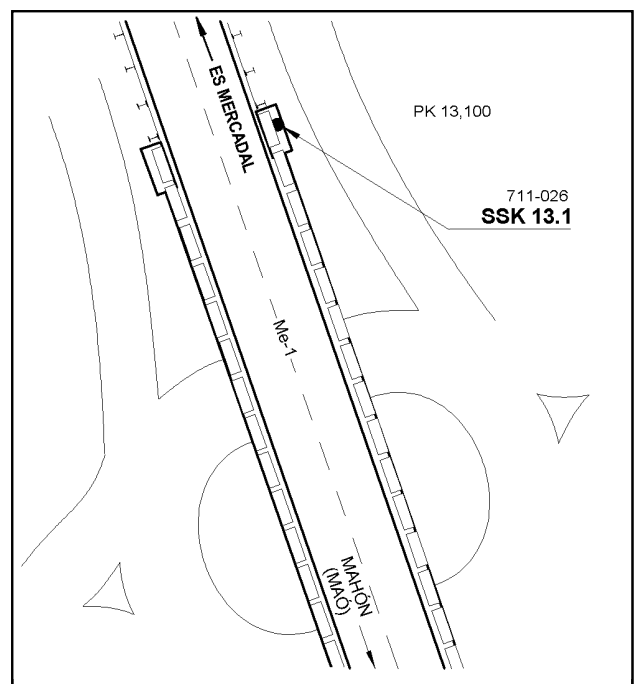 ES MERCADAL
PK 13,100
711-026
SSK 13.1
Me-1
MAHÓN
(MAÓ)